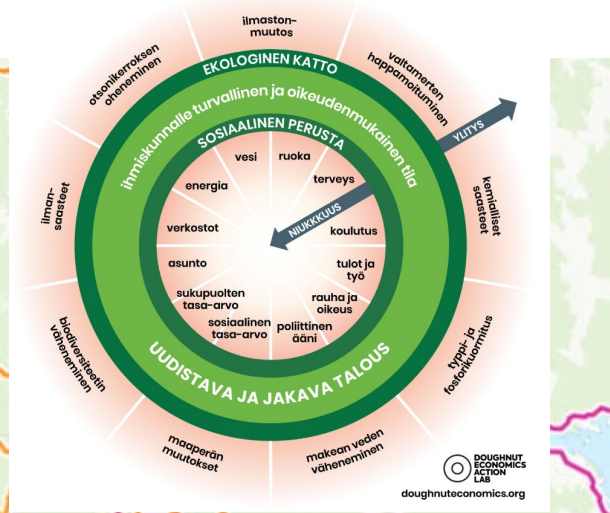 ilmaston-
muutos
otsonikerroksen
oheneminen
valtamerten
happamoituminen
EKOLOGINEN KATTO
ihmiskunnalle turvallinen ja oikeudenmukainen tila
SOSIAALINEN PERUSTA
YLITYS
NIUKKKUUS
vesi
ruoka
energia
terveys
verkostot
koulutus
asunto
tulot ja
työ
sukupuolten
tasa-arvo
rauha ja
oikeus
sosiaalinen
tasa-arvo
poliittinen
ääni
ilman-
saasteet
kemialliset
saasteet
UUDISTAVA JA JAKAVA TALOUS
biodiversiteetin
väheneminen
typpi- ja
fosforikuormitus
maaperän
muutokset
makean veden
väheneminen
DOUGHNUT
ECONOMICS
ACTION
LAB
doughnuteconomics.org